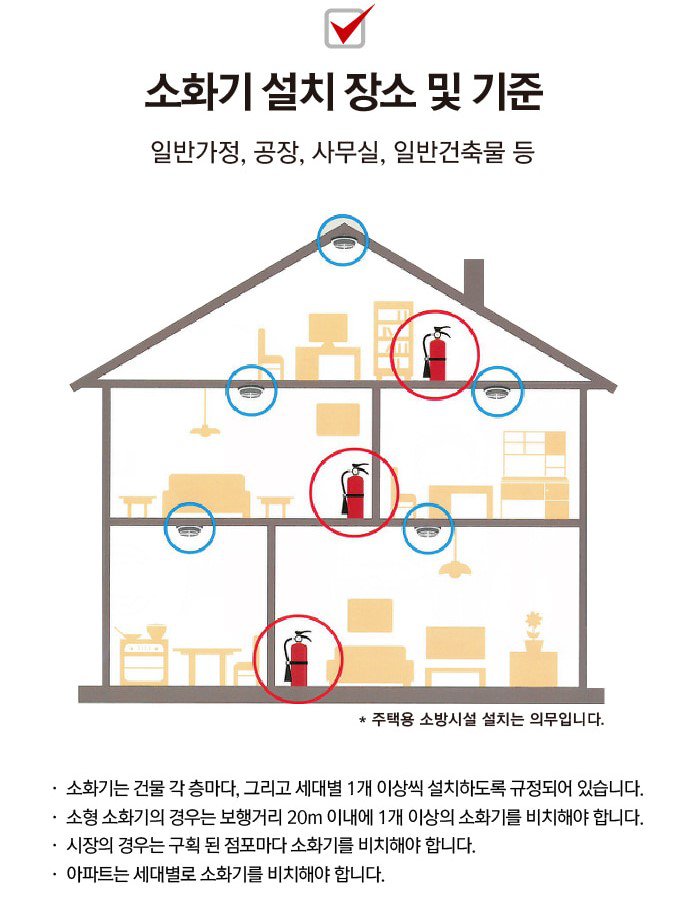 소화기 설치 장소 및 기준
일반가정, 공장, 사무실, 일반건축물 등
* 주택용 소방시설 설치는 의무입니다.
· 소화기는 건물 각 층마다, 그리고 세대별 1개 이상씩 설치하도록 규정되어 있습니다.
· 소형 소화기의 경우는 보행거리 20m 이내에 1개 이상의 소화기를 비치해야 합니다.
· 시장의 경우는 구획 된 점포마다 소화기를 비치해야 합니다.
· 아파트는 세대별로 소화기를 비치해야 합니다.